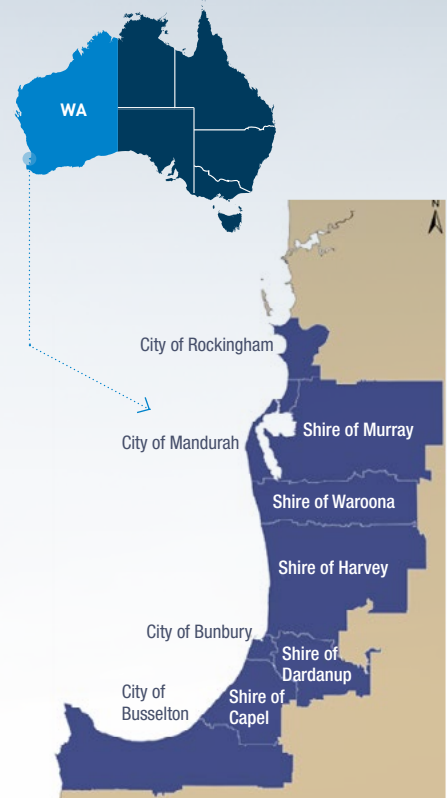 WA
N
City of Rockingham
Shire of Murray
City of Mandurah
Shire of Waroona
Shire of Harvey
City of Bunbury
Shire of
Dardanup
City of
Busselton
Shire of
Capel